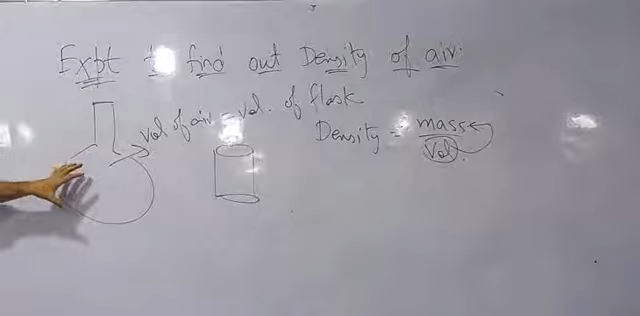 Expt to find out Density of air.
Vol of air = vol. of flask
Density = mass
Vol.